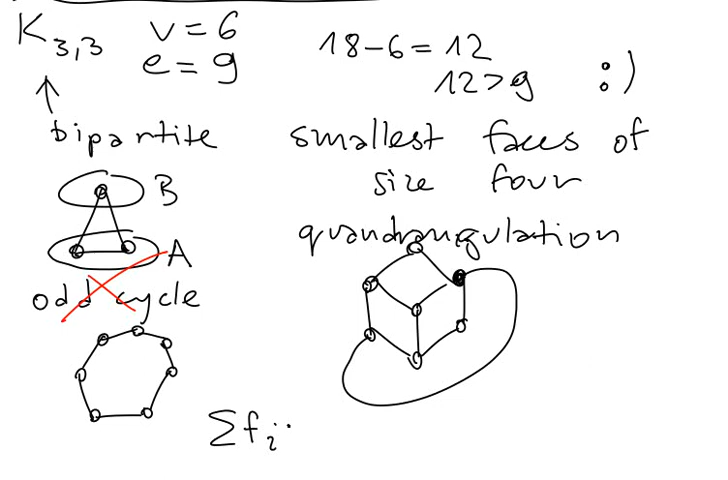 K3,3 v=6
e=9
18-6=12
12>9 :)
bipartite
smallest faces of
size four
quandrangulation
B
A
odd cycle
Σfi·